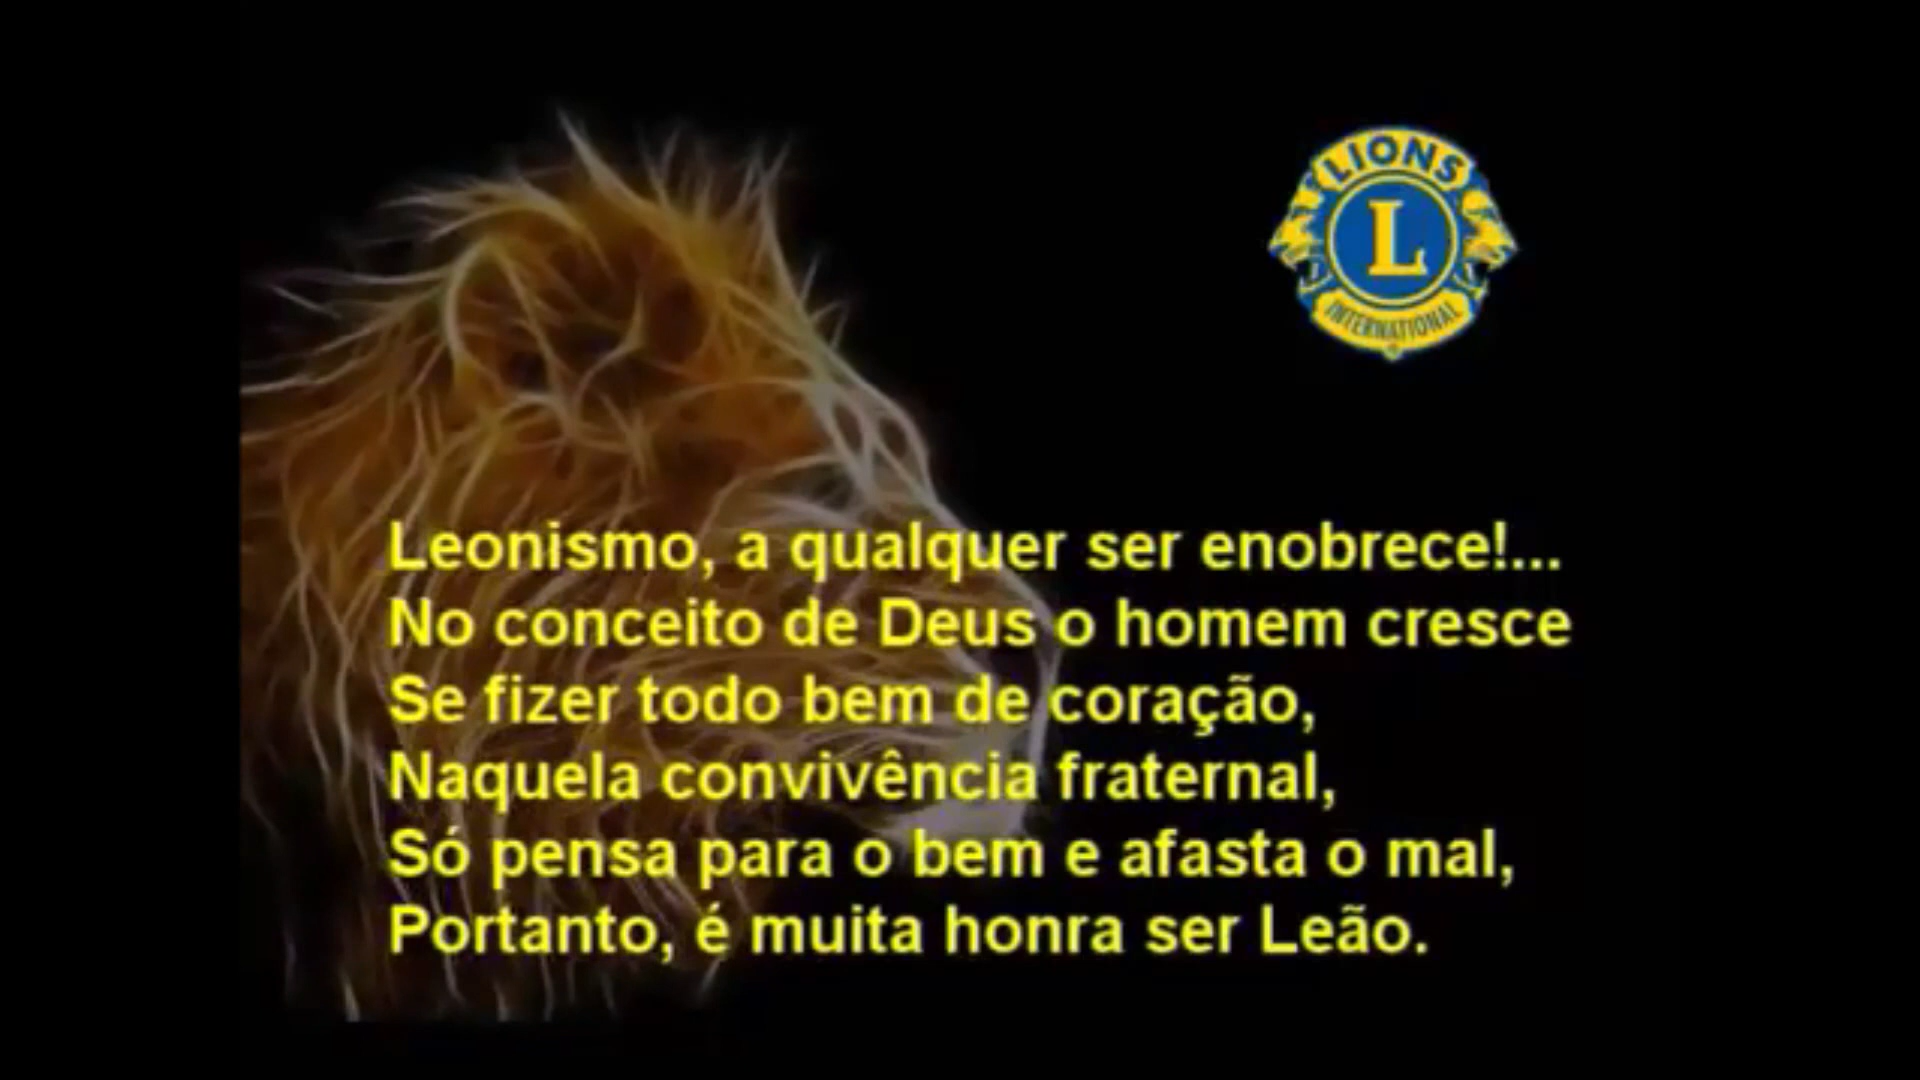 LIONS
L
INTERNATIONAL
Leonismo, a qualquer ser enobrece!...
No conceito de Deus o homem cresce
Se fizer todo bem de coração,
Naquela convivência fraternal,
Só pensa para o bem e afasta o mal,
Portanto, é muita honra ser Leão.